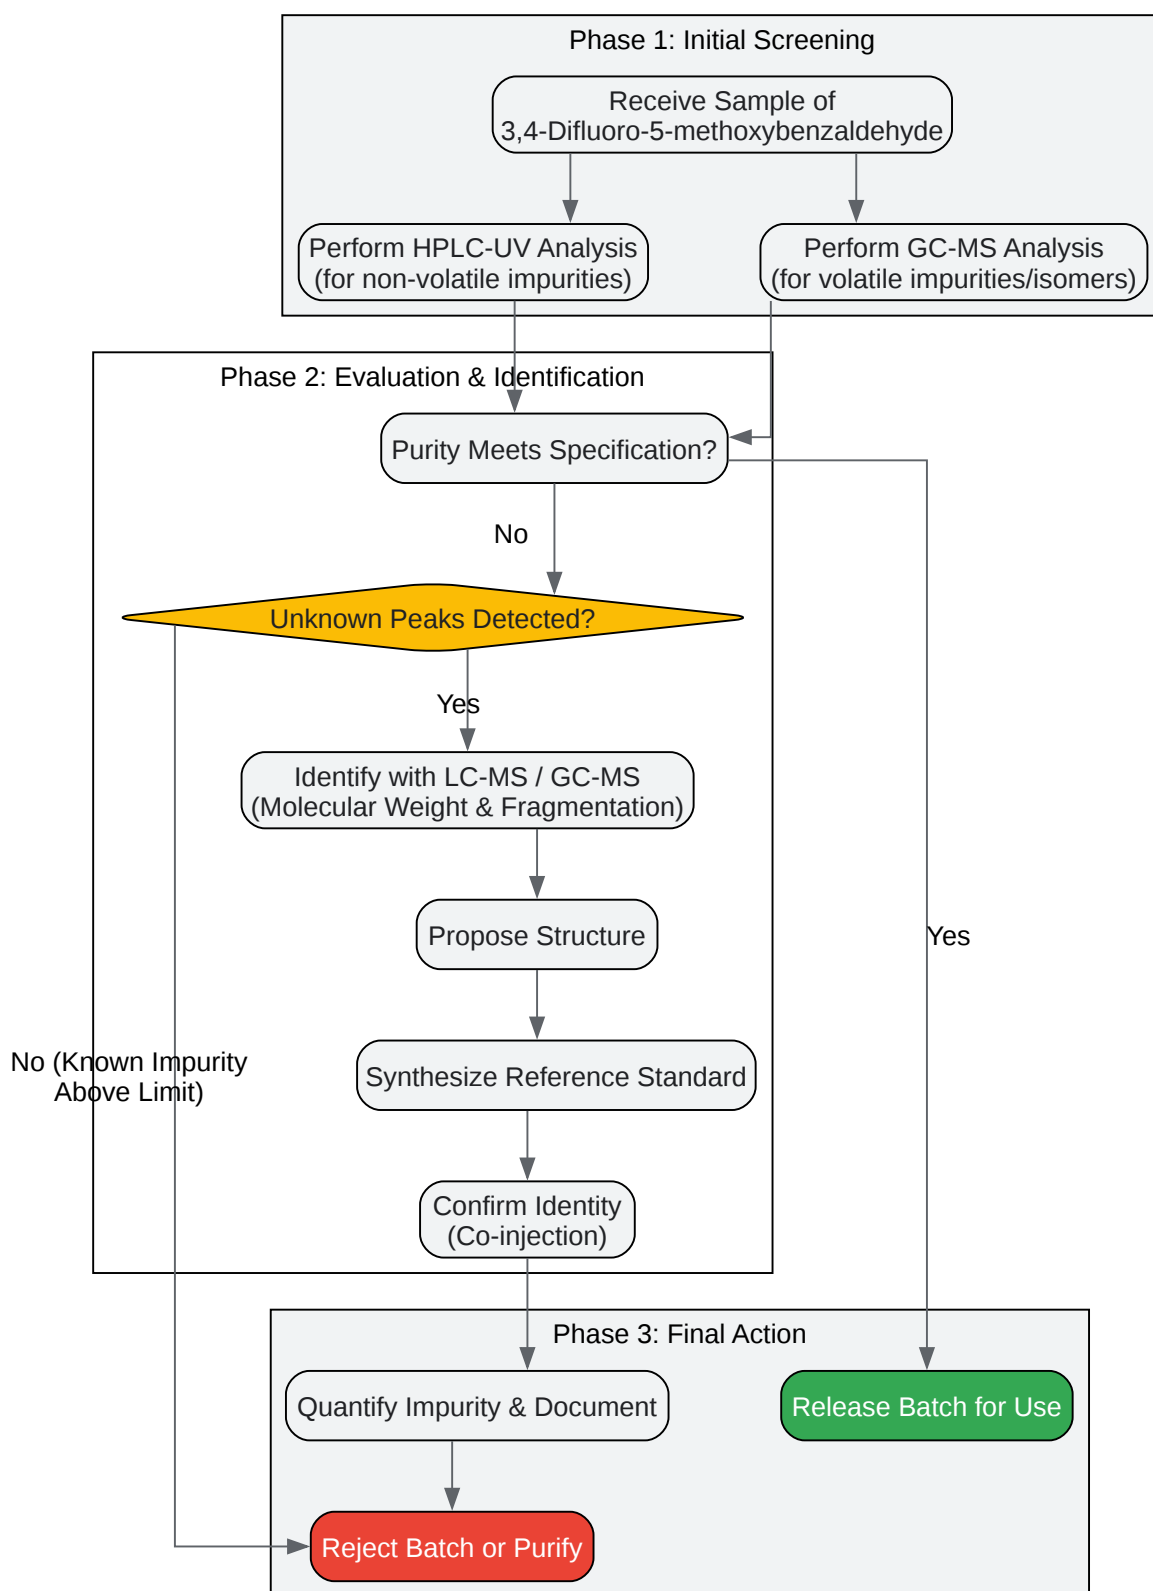 Phase 1: Initial Screening
Receive Sample of
3,4-Difluoro-5-methoxybenzaldehyde
Perform HPLC-UV Analysis
(for non-volatile impurities)
Perform GC-MS Analysis
(for volatile impurities/isomers)
Phase 2: Evaluation & Identification
Purity Meets Specification?
No
Unknown Peaks Detected?
Yes
Identify with LC-MS / GC-MS
(Molecular Weight & Fragmentation)
Propose Structure
Yes
No (Known Impurity
Above Limit)
Synthesize Reference Standard
Confirm Identity
(Co-injection)
Phase 3: Final Action
Quantify Impurity & Document
Release Batch for Use
Reject Batch or Purify